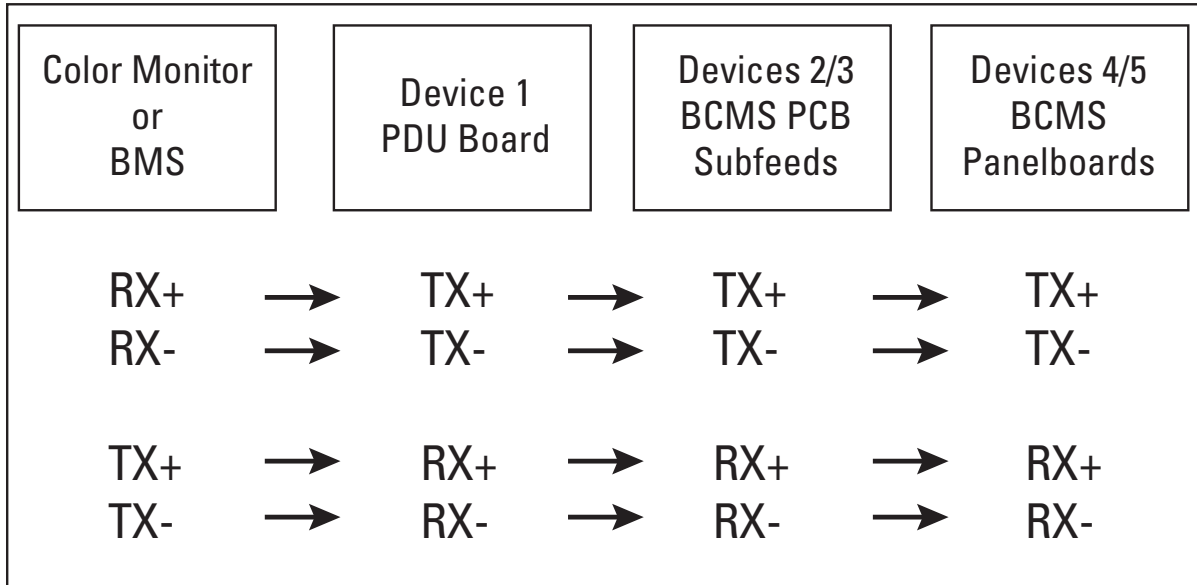 Color Monitor
or
BMS
Device 1
PDU Board
Devices 2/3
BCMS PCB
Subfeeds
Devices 4/5
BCMS
Panelboards
RX+ TX+ TX+ TX+
RX- TX- TX- TX-
TX+ RX+ RX+ RX+
TX- RX- RX- RX-